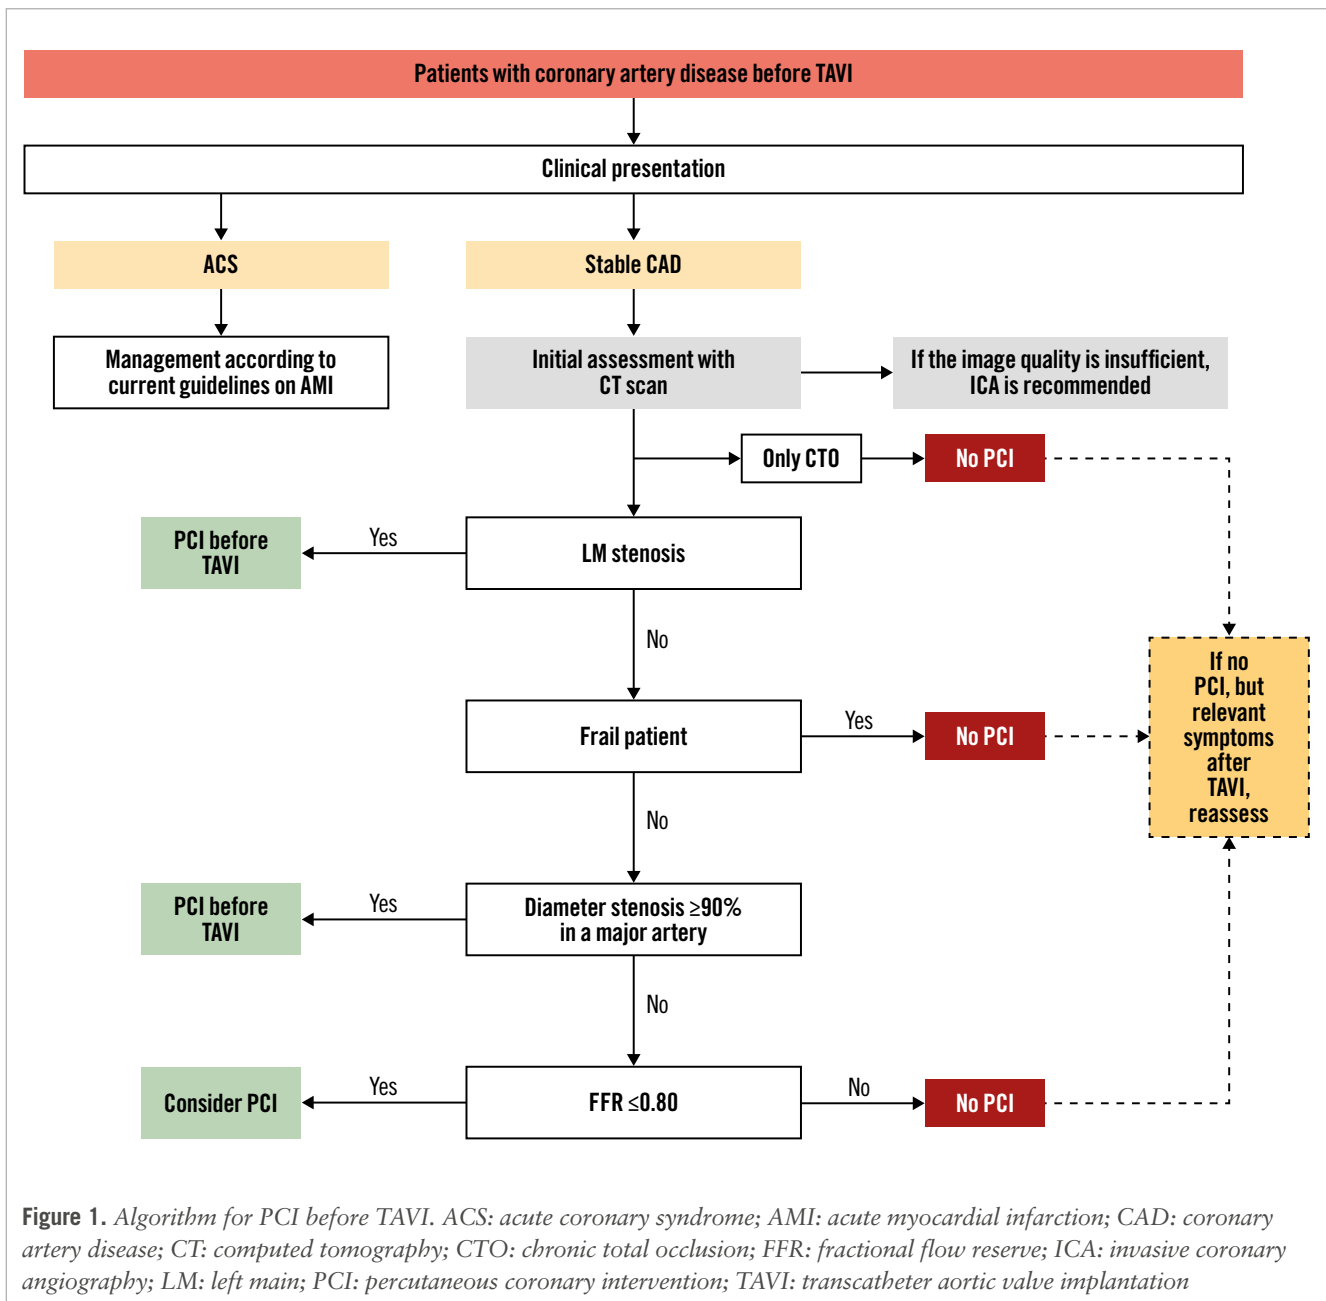 Patients with coronary artery disease before TAVI
Clinical presentation
ACS
Stable CAD
Management according to
current guidelines on AMI
Initial assessment with
CT scan
If the image quality is insufficient,
ICA is recommended
Only CTO
No PCI
PCI before
TAVI
Yes
LM stenosis
No
If no
PCI, but
relevant
symptoms
after
TAVI,
reassess
Frail patient
Yes
No PCI
No
PCI before
TAVI
Yes
Diameter stenosis ≥90%
in a major artery
No
Consider PCI
Yes
FFR ≤0.80
No
No PCI
Figure 1. Algorithm for PCI before TAVI. ACS: acute coronary syndrome; AMI: acute myocardial infarction; CAD: coronary
artery disease; CT: computed tomography; CTO: chronic total occlusion; FFR: fractional flow reserve; ICA: invasive coronary
angiography; LM: left main; PCI: percutaneous coronary intervention; TAVI: transcatheter aortic valve implantation